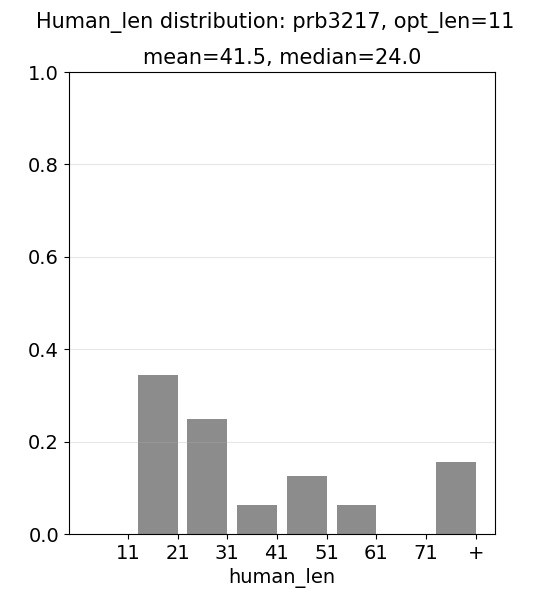 Human_len distribution: prb3217, opt_len=11
mean=41.5, median=24.0
1.0
0.8
0.6
0.4
0.2
0.0
11 21 31 41 51 61 71 +
human_len